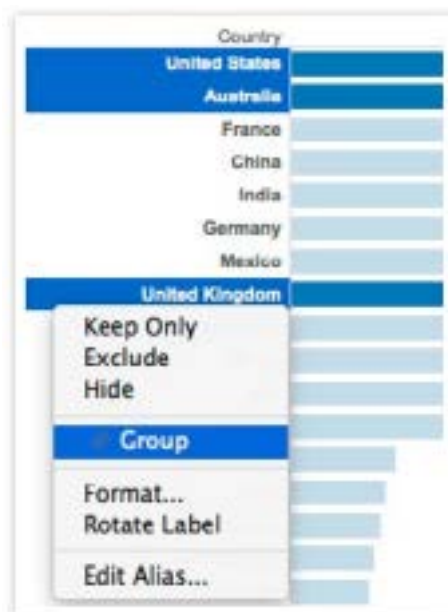 Country
United States
Australia
France
China
India
Germany
Mexico
United Kingdom
Keep Only
Exclude
Hide
Group
Format...
Rotate Label
Edit Alias...